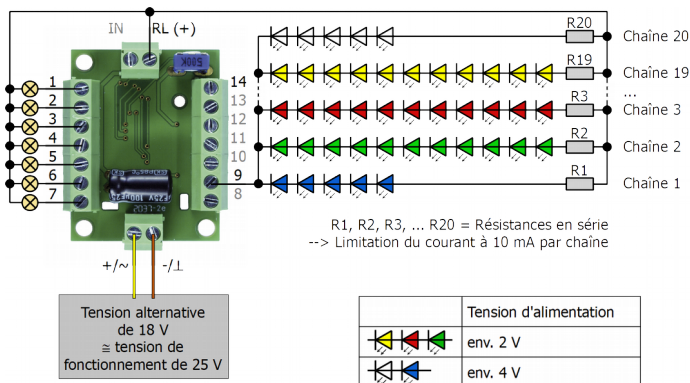 IN RL (+)
R20
Chaîne 20
R19
Chaîne 19
...
R3
Chaîne 3
R2
Chaîne 2
R1
Chaîne 1
1
2
3
4
5
6
7
14
13
12
11
10
9
8
+/~
-/⊥
R1, R2, R3, ... R20 = Résistances en série
--> Limitation du courant à 10 mA par chaîne
Tension alternative
de 18 V
≅ tension de
fonctionnement de 25 V
Tension d'alimentation
env. 2 V
env. 4 V